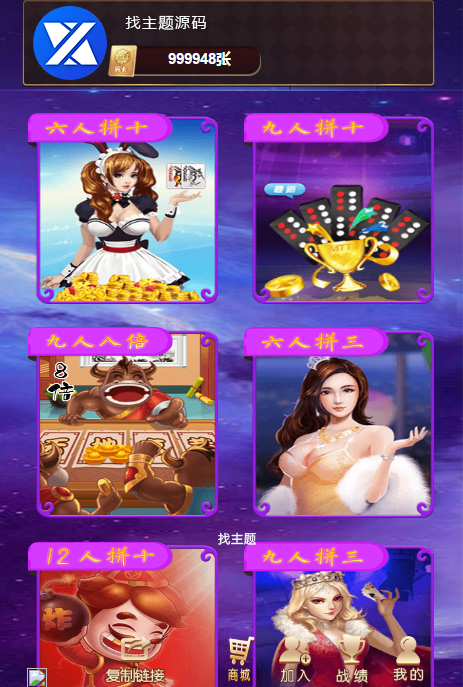 找主题源码
房卡
999948张
六人拼十
九人拼十
九人八倍
8
倍
六人拼三
找主题
12人拼十
九人拼三
炸
复制链接
商城
加入
战绩
我的